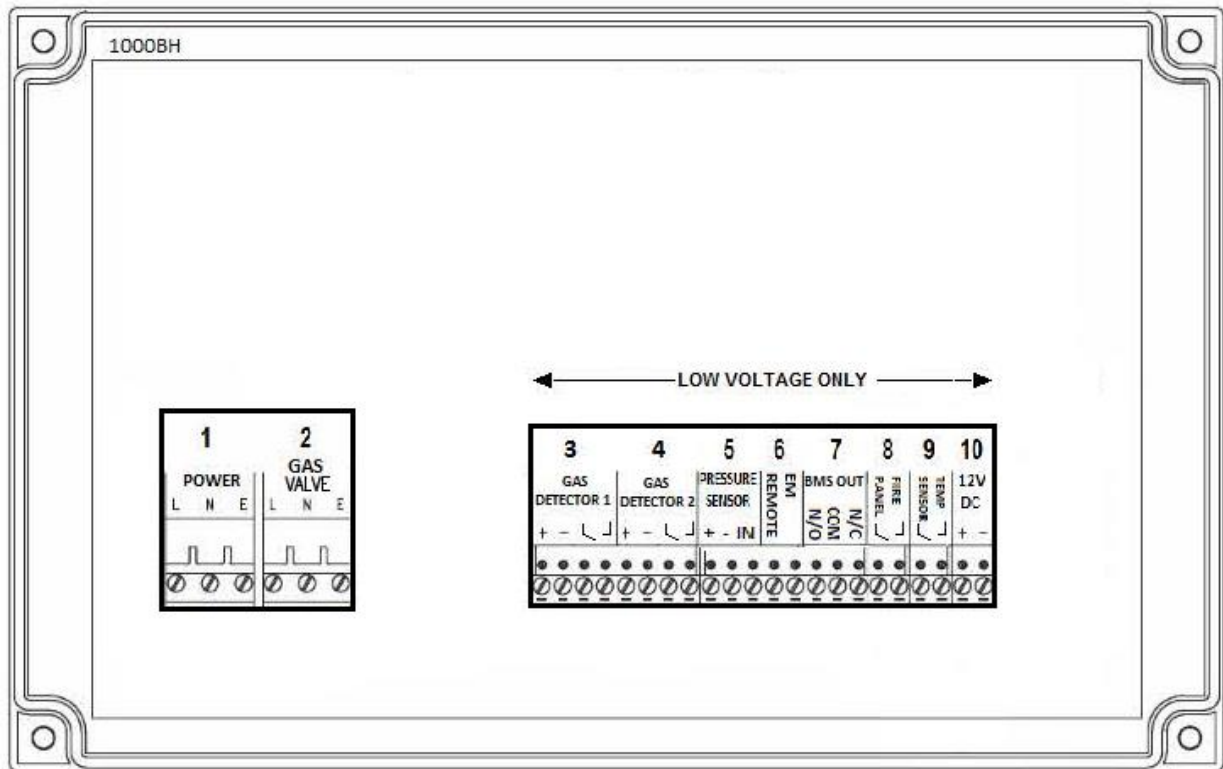 1000BH
LOW VOLTAGE ONLY
1
POWER
L N E
2
GAS
VALVE
L N E
3
GAS
DETECTOR 1
+ -
4
GAS
DETECTOR 2
+ -
5
PRESSURE
SENSOR
+ - IN
6
EM
REMOTE
7
BMS OUT
N/O
COM
N/C
8
FIRE
PANEL
9
TEMP
SENSOR
10
12V
DC
+ -